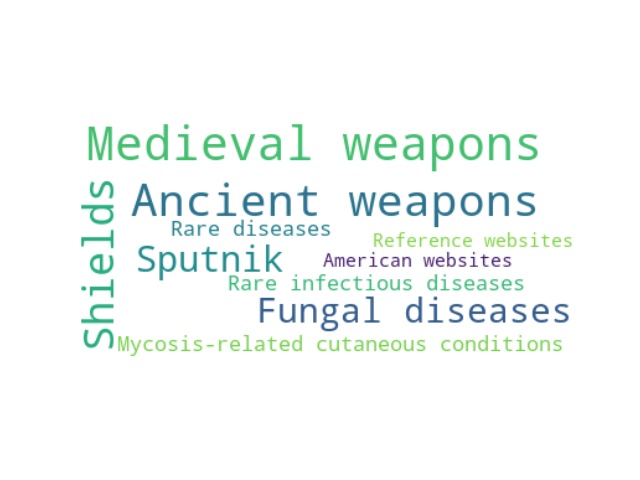 Medieval weapons
Shields
Ancient weapons
Rare diseases
Reference websites
Sputnik
American websites
Rare infectious diseases
Fungal diseases
Mycosis-related cutaneous conditions